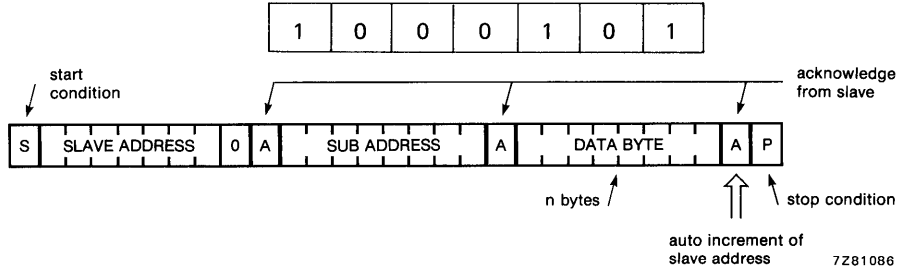 1 0 0 0 1 0 1
start
condition
acknowledge
from slave
S SLAVE ADDRESS 0 A SUB ADDRESS A DATA BYTE A P
n bytes
stop condition
auto increment of
slave address
7Z81086